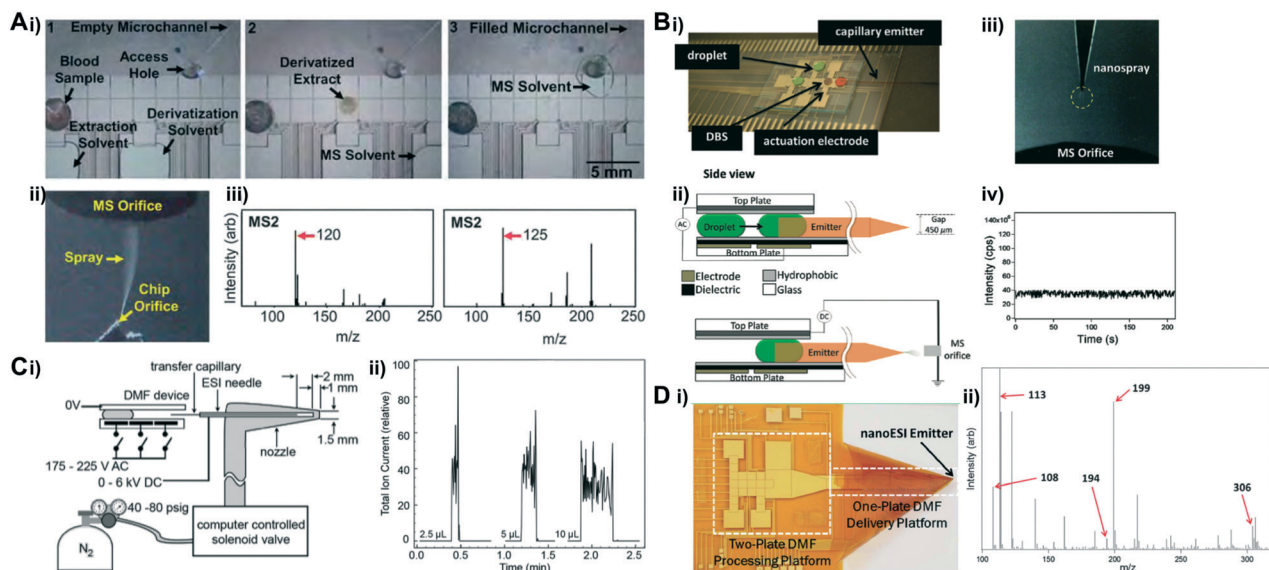 A i)
1 Empty Microchannel
Blood
Sample
Access
Hole
Extraction
Solvent
Derivatization
Solvent
2
Derivatized
Extract
MS Solvent
3 Filled Microchannel
MS Solvent
5 mm
ii)
MS Orifice
Spray
Chip
Orifice
iii)
MS2
120
Intensity (arb)
100 150 200 250
m/z
MS2
125
100 150 200 250
m/z
B i)
droplet
capillary emitter
DBS
actuation electrode
iii)
nanospray
MS Orifice
Side view
ii)
Top Plate
AC
Droplet
Emitter
Gap
450 µm
Bottom Plate
Electrode
Hydrophobic
Dielectric
Glass
DC
Top Plate
Emitter
MS
orifice
Bottom Plate
iv)
Intensity (cps)
140x10⁶
120
100
80
60
40
20
0
0 50 100 150 200
Time (s)
C i)
transfer capillary
ESI needle
DMF device
2 mm
1 mm
0V
1.5 mm
nozzle
175 - 225 V AC
0 - 6 kV DC
40 -80 psig
N₂
computer controlled
solenoid valve
ii)
Total Ion Current (relative)
100
80
60
40
20
0
2.5 µL
5 µL
10 µL
0.5 1.0 1.5 2.0 2.5
Time (min)
D i)
nanoESI Emitter
One-Plate DMF
Delivery Platform
Two-Plate DMF
Processing Platform
ii)
Intensity (arb)
113
199
108
194
306
100 150 200 250 300
m/z